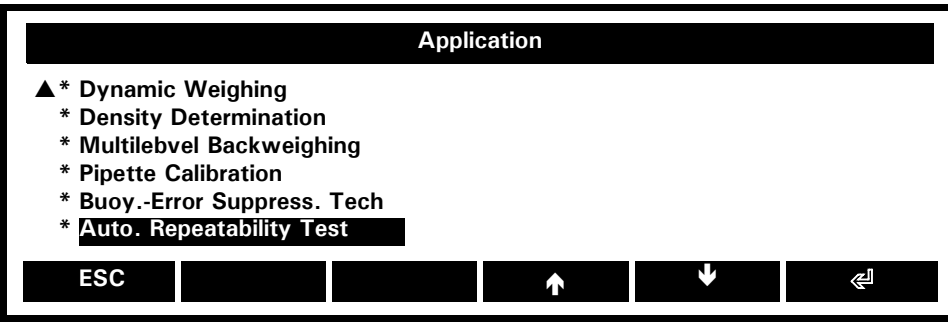 Application
▲* Dynamic Weighing
* Density Determination
* Multilebvel Backweighing
* Pipette Calibration
* Buoy.-Error Suppress. Tech
* Auto. Repeatability Test
ESC